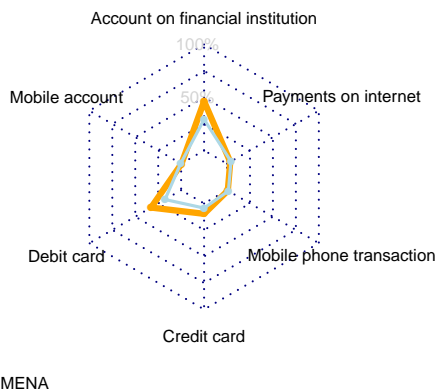 Account on financial institution
100%
50%
Mobile account
Payments on internet
Debit card
Mobile phone transaction
Credit card
MENA